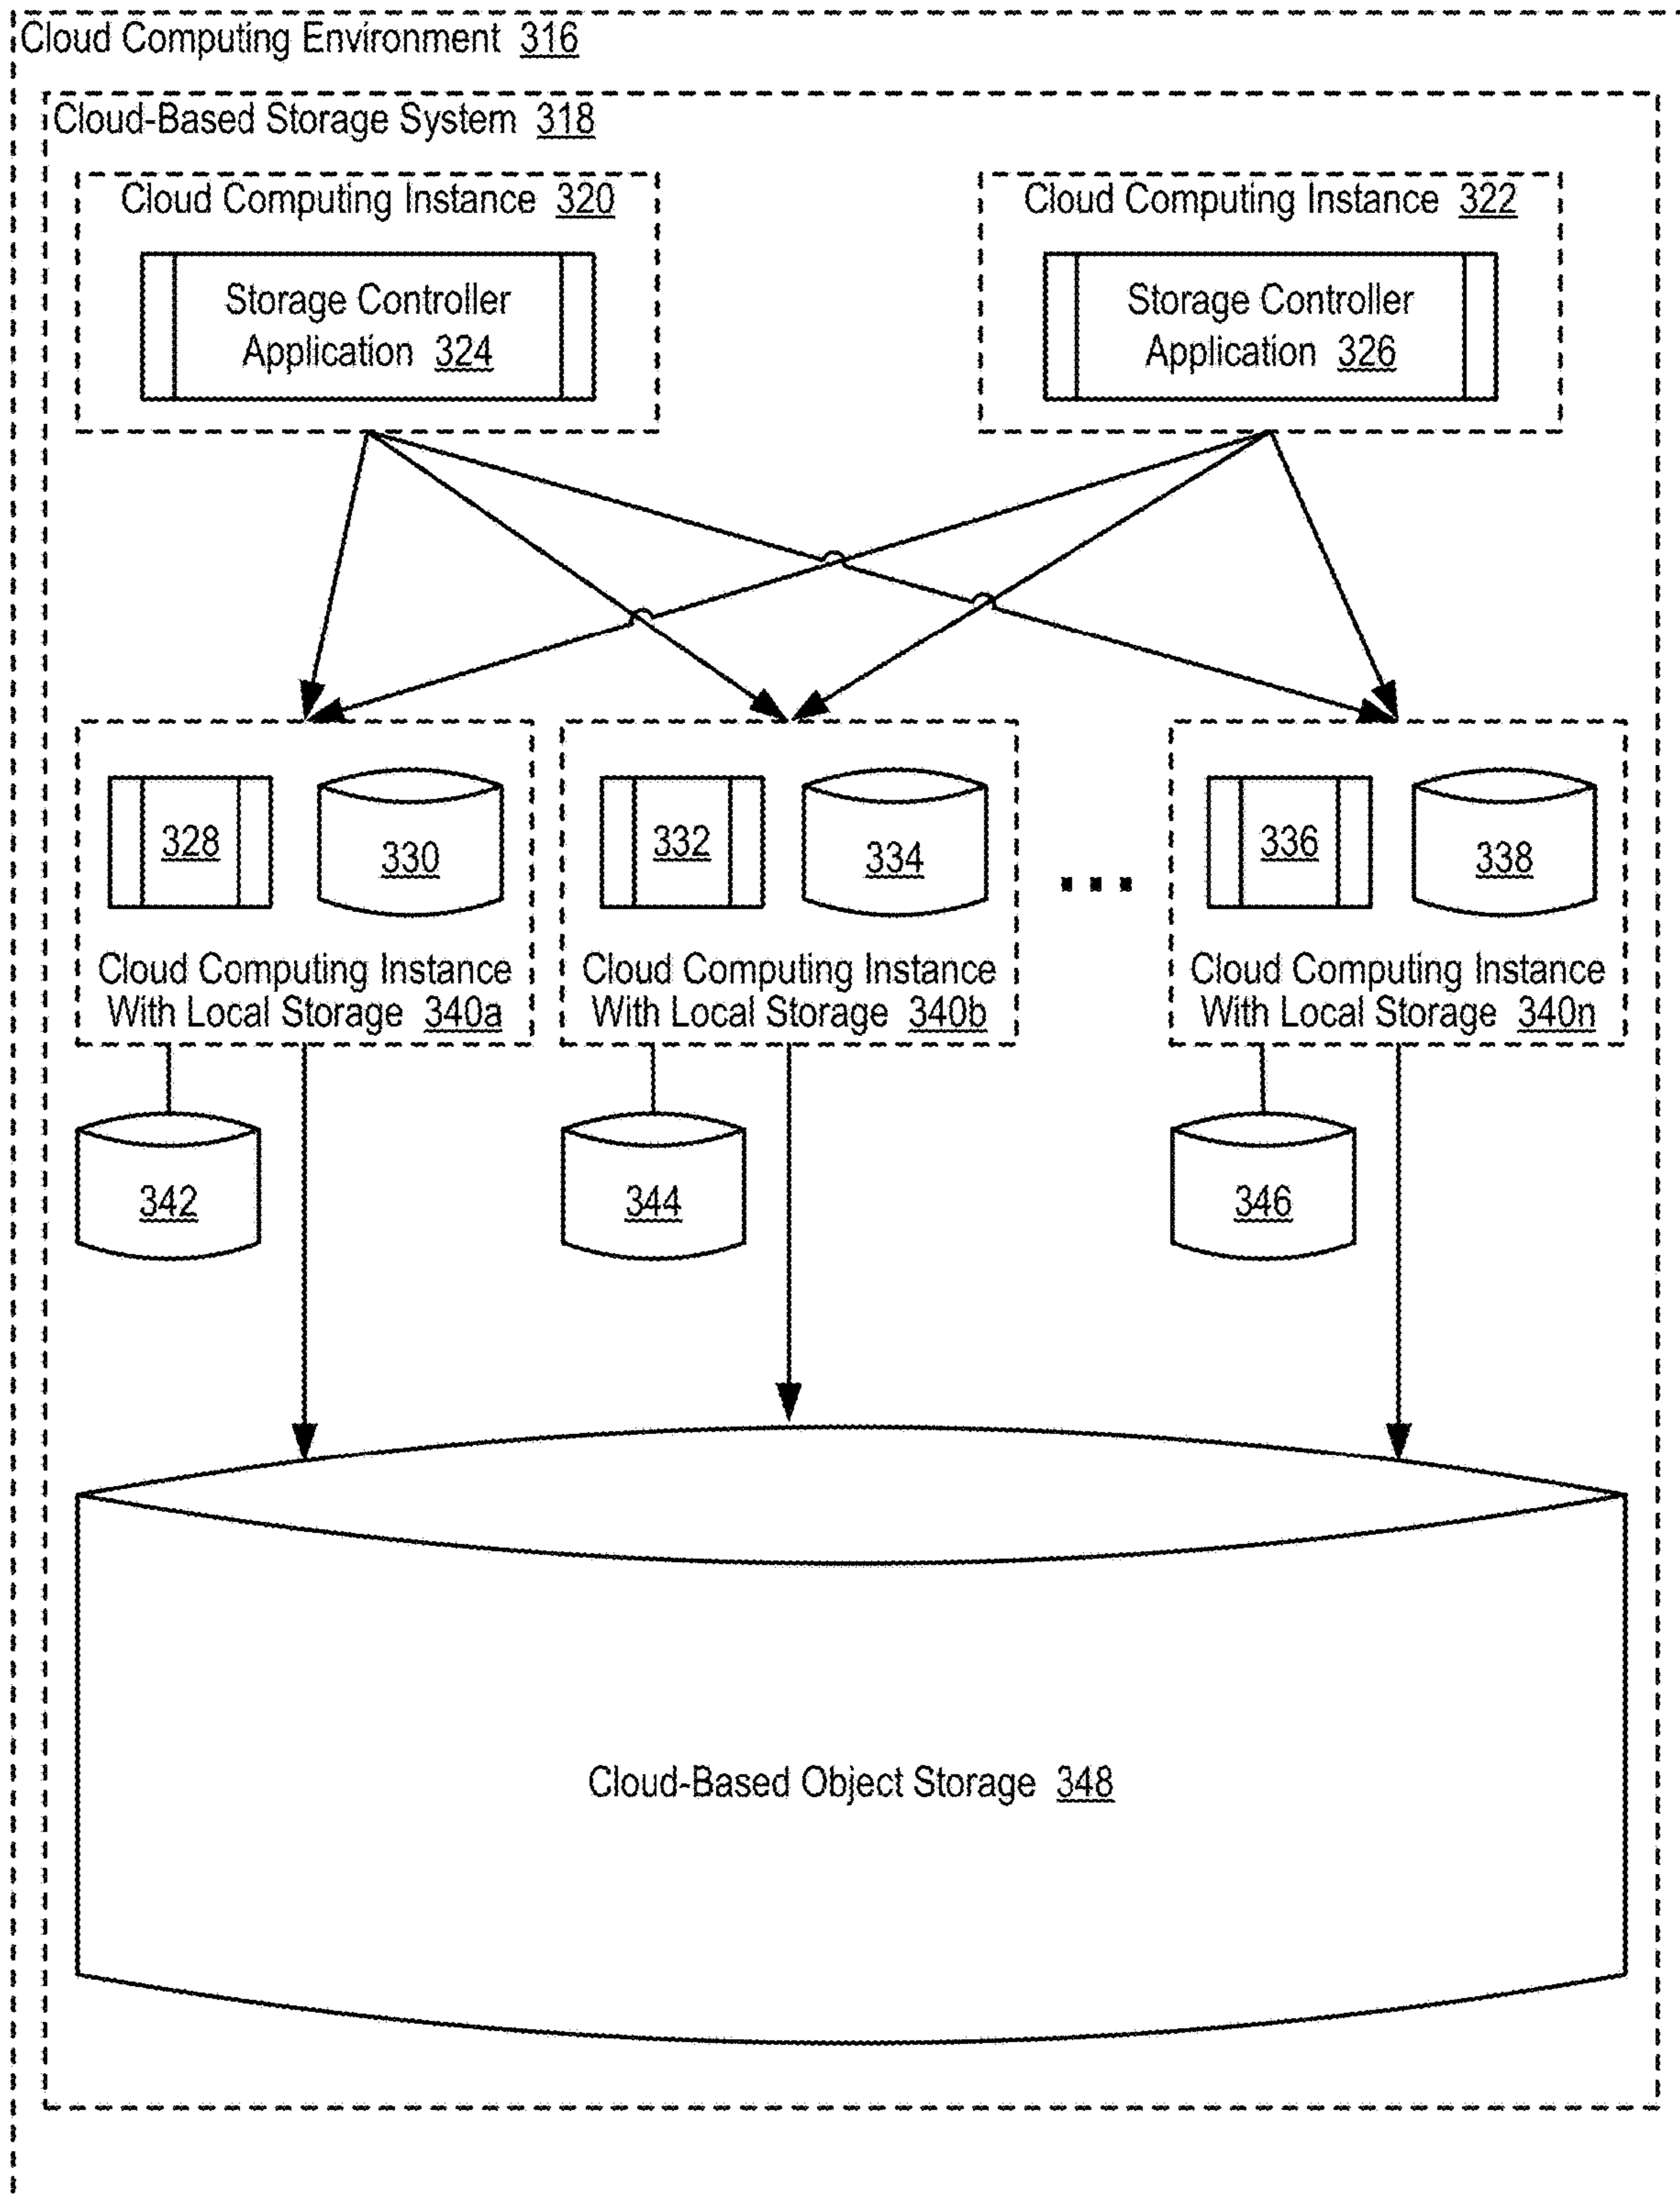 Cloud Computing Environment 316
Cloud-Based Storage System 318
Cloud Computing Instance 320
Storage Controller
Application 324
Cloud Computing Instance 322
Storage Controller
Application 326
328
330
Cloud Computing Instance
With Local Storage 340a
332
334
Cloud Computing Instance
With Local Storage 340b
...
336
338
Cloud Computing Instance
With Local Storage 340n
342
344
346
Cloud-Based Object Storage 348